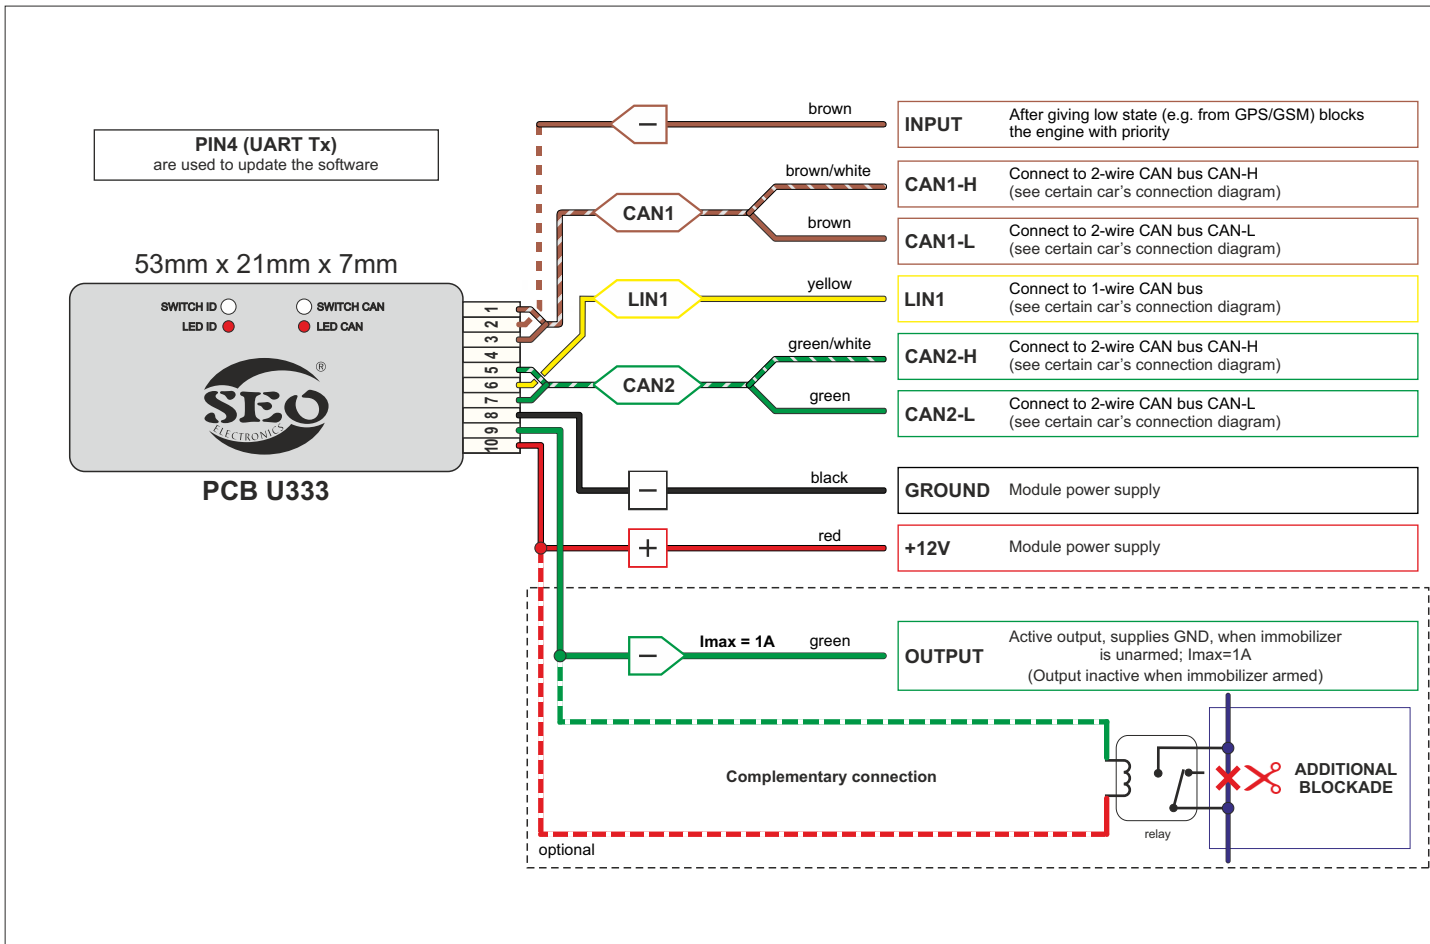 PIN4 (UART Tx)
are used to update the software
53mm x 21mm x 7mm
SWITCH ID
SWITCH CAN
LED ID
LED CAN
®
SEO
ELECTRONICS
PCB U333
1
2
3
4
5
6
7
8
9
10
brown
INPUT
After giving low state (e.g. from GPS/GSM) blocks
the engine with priority
brown/white
CAN1
CAN1-H
Connect to 2-wire CAN bus CAN-H
(see certain car's connection diagram)
brown
CAN1-L
Connect to 2-wire CAN bus CAN-L
(see certain car's connection diagram)
LIN1
yellow
LIN1
Connect to 1-wire CAN bus
(see certain car's connection diagram)
green/white
CAN2
CAN2-H
Connect to 2-wire CAN bus CAN-H
(see certain car's connection diagram)
green
CAN2-L
Connect to 2-wire CAN bus CAN-L
(see certain car's connection diagram)
−
black
GROUND
Module power supply
+
red
+12V
Module power supply
−
Imax = 1A
green
OUTPUT
Active output, supplies GND, when immobilizer
is unarmed; Imax=1A
(Output inactive when immobilizer armed)
Complementary connection
relay
ADDITIONAL
BLOCKADE
optional